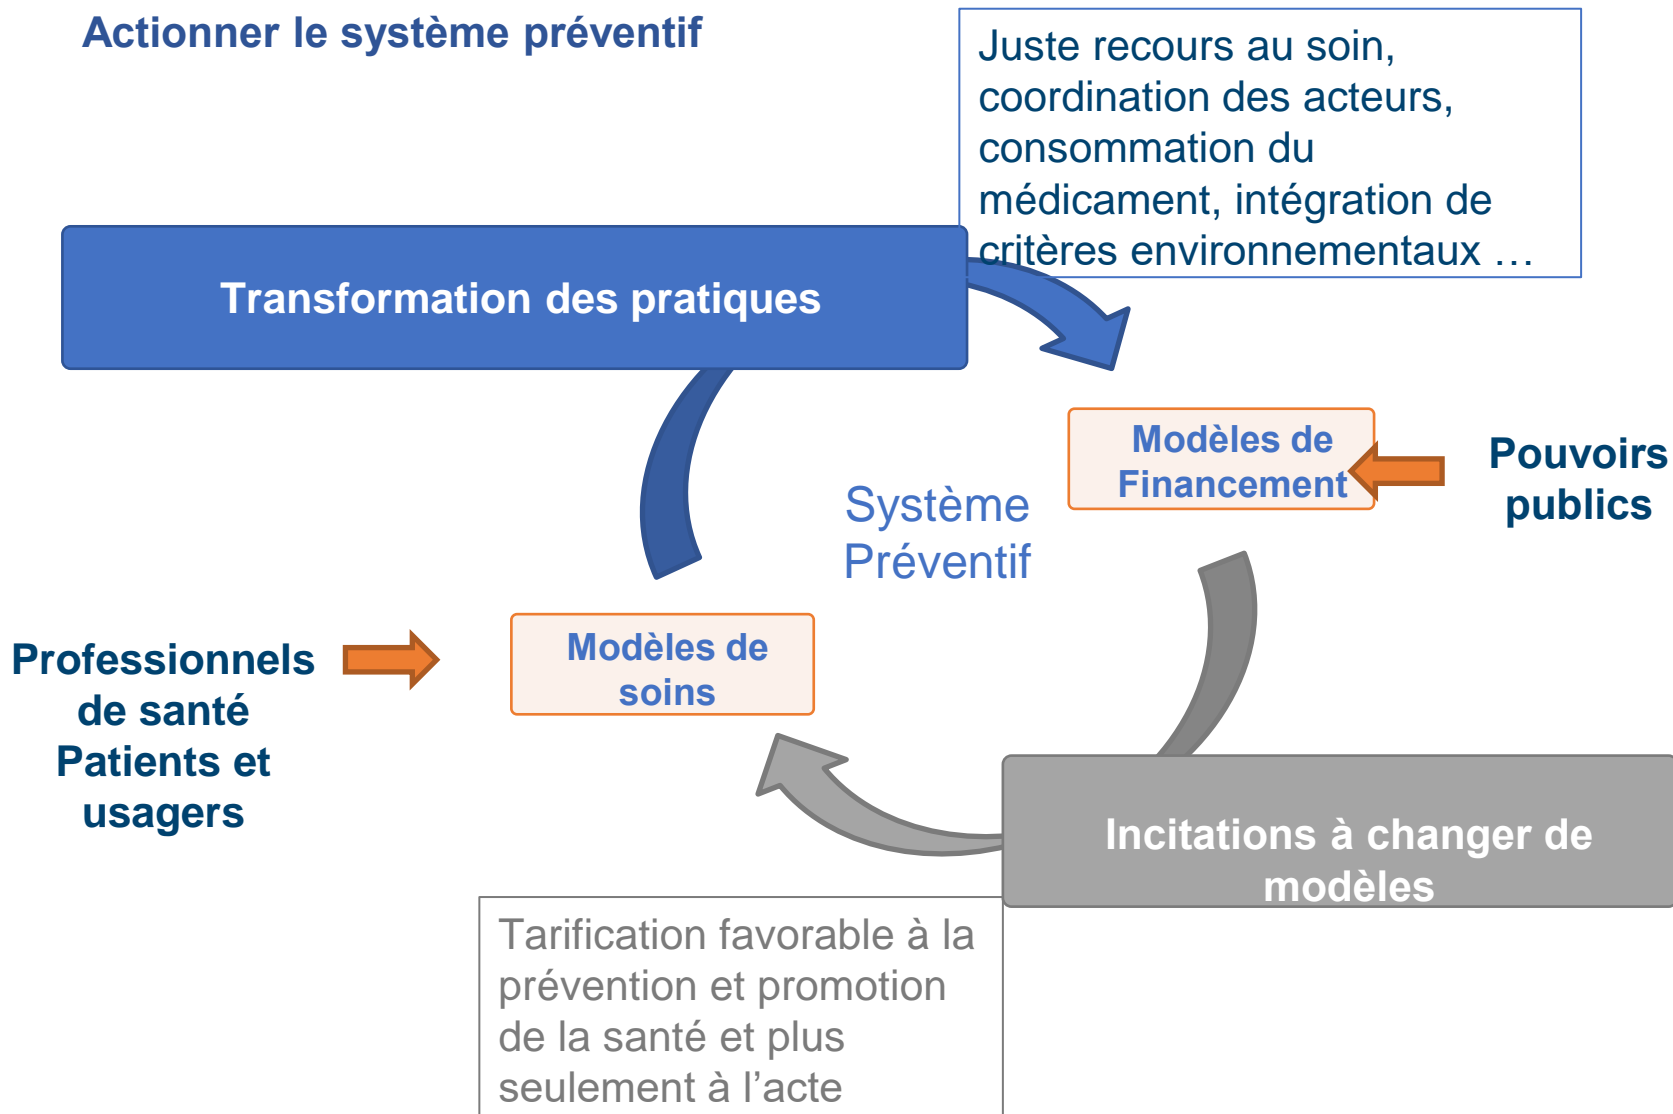 Actionner le système préventif
Juste recours au soin,
coordination des acteurs,
consommation du
médicament, intégration de
critères environnementaux …
Transformation des pratiques
Modèles de
Financement
Pouvoirs
publics
Système
Préventif
Modèles de
soins
Professionnels
de santé
Patients et
usagers
Incitations à changer de
modèles
Tarification favorable à la
prévention et promotion
de la santé et plus
seulement à l’acte